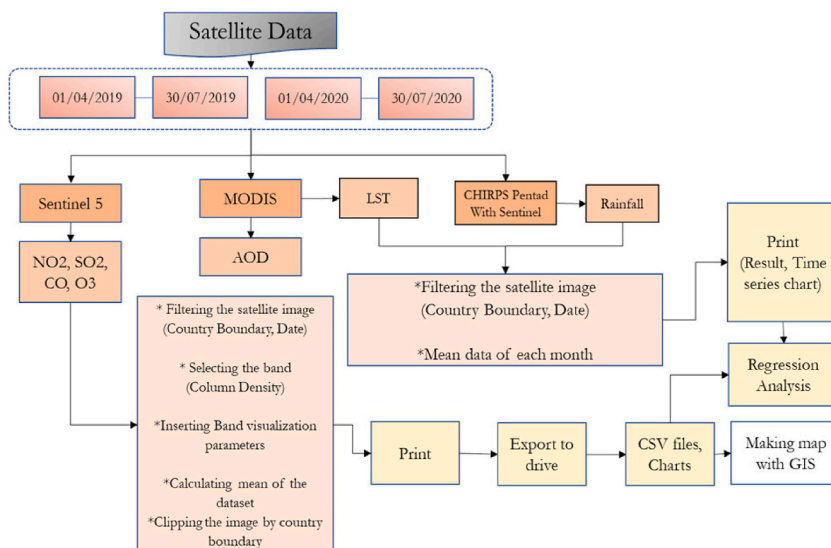 Satellite Data
01/04/2019
30/07/2019
01/04/2020
30/07/2020
Sentinel 5
MODIS
LST
CHIRPS Pentad
With Sentinel
Rainfall
NO2, SO2,
CO, O3
AOD
*Filtering the satellite image
(Country Boundary, Date)
*Mean data of each month
Print
(Result, Time
series chart)
* Filtering the satellite image
(Country Boundary, Date)
* Selecting the band
(Column Density)
*Inserting Band visualization
parameters
*Calculating mean of the
dataset
*Clipping the image by country
boundary
Print
Export to
drive
CSV files,
Charts
Regression
Analysis
Making map
with GIS